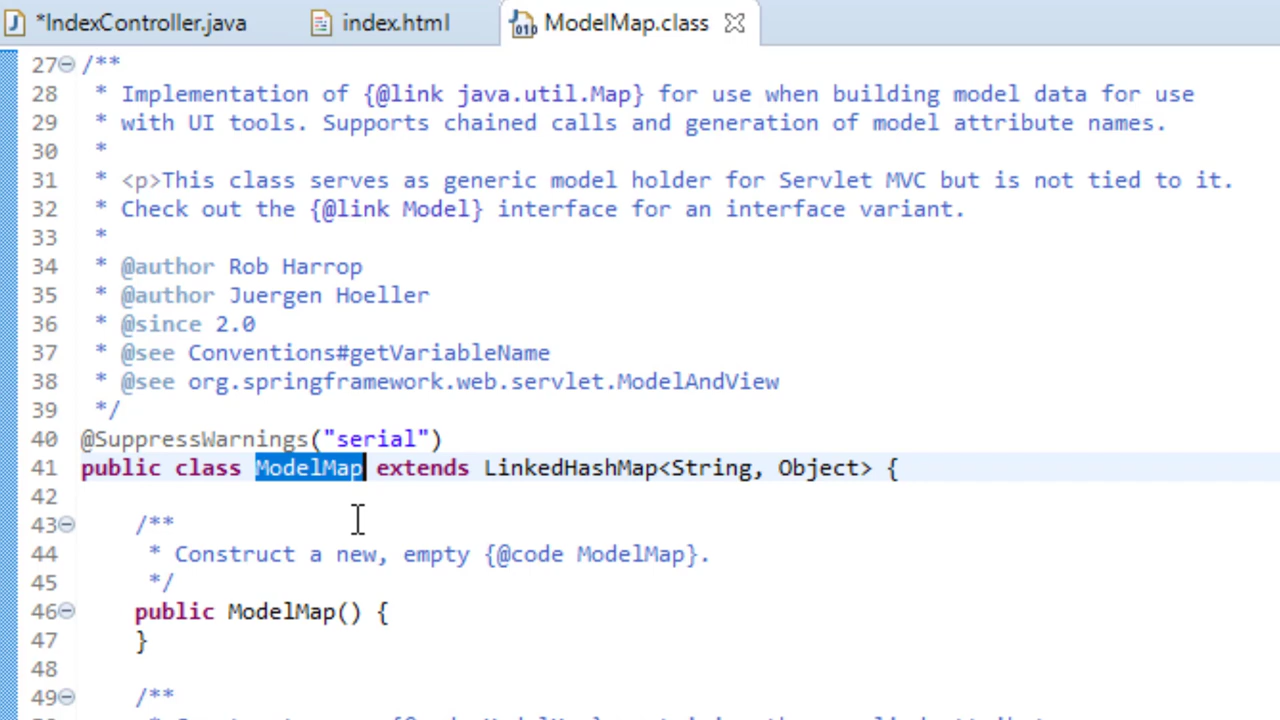 *IndexController.java index.html ModelMap.class
27 /**
28 * Implementation of {@link java.util.Map} for use when building model data for use
29 * with UI tools. Supports chained calls and generation of model attribute names.
30 *
31 * <p>This class serves as generic model holder for Servlet MVC but is not tied to it.
32 * Check out the {@link Model} interface for an interface variant.
33 *
34 * @author Rob Harrop
35 * @author Juergen Hoeller
36 * @since 2.0
37 * @see Conventions#getVariableName
38 * @see org.springframework.web.servlet.ModelAndView
39 */
40 @SuppressWarnings("serial")
41 public class ModelMap extends LinkedHashMap<String, Object> {
42
43 /**
44 * Construct a new, empty {@code ModelMap}.
45 */
46 public ModelMap() {
47 }
48
49 /**